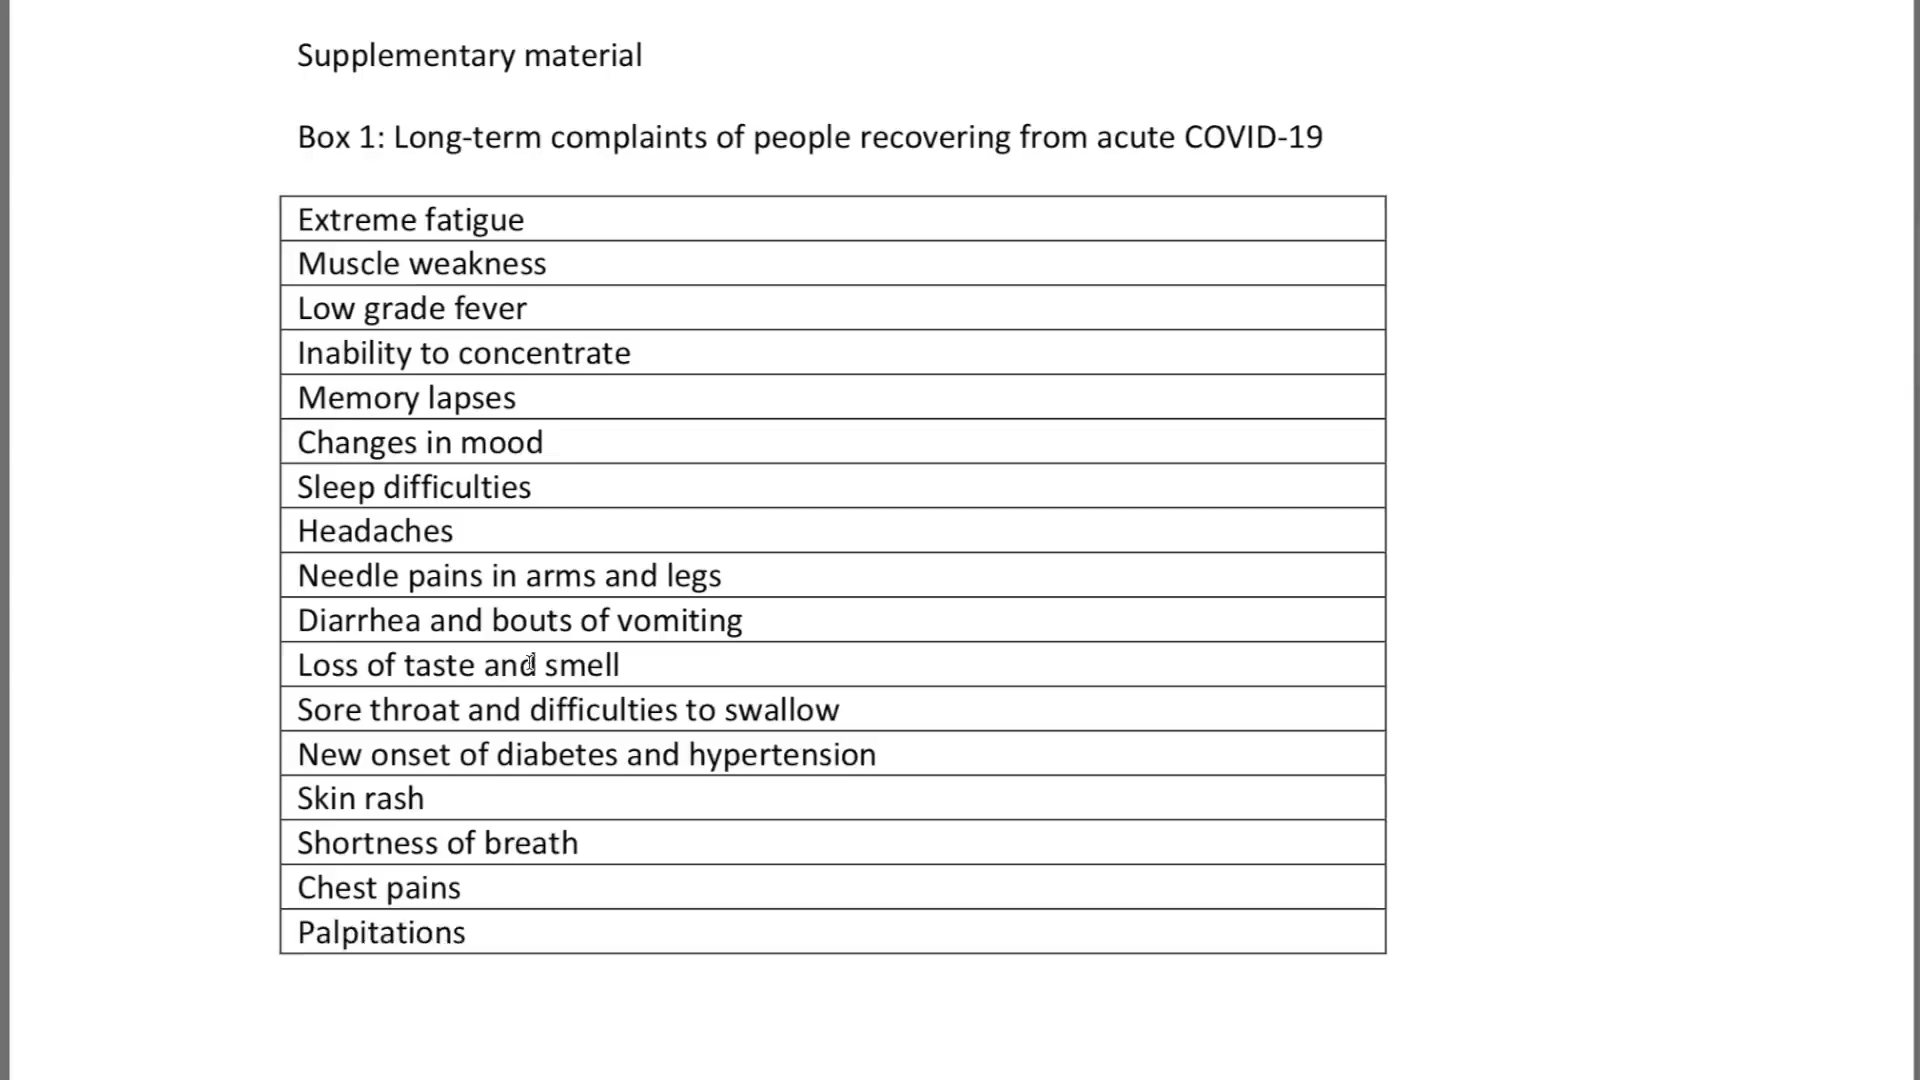 Supplementary material
Box 1: Long-term complaints of people recovering from acute COVID-19
Extreme fatigue
Muscle weakness
Low grade fever
Inability to concentrate
Memory lapses
Changes in mood
Sleep difficulties
Headaches
Needle pains in arms and legs
Diarrhea and bouts of vomiting
Loss of taste and smell
Sore throat and difficulties to swallow
New onset of diabetes and hypertension
Skin rash
Shortness of breath
Chest pains
Palpitations